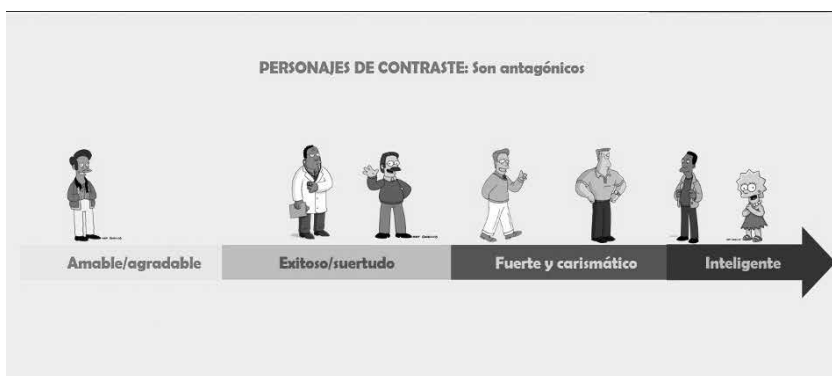 PERSONAJES DE CONTRASTE: Son antagónicos
Amable/agradable
Exitoso/suertudo
Fuerte y carismático
Inteligente